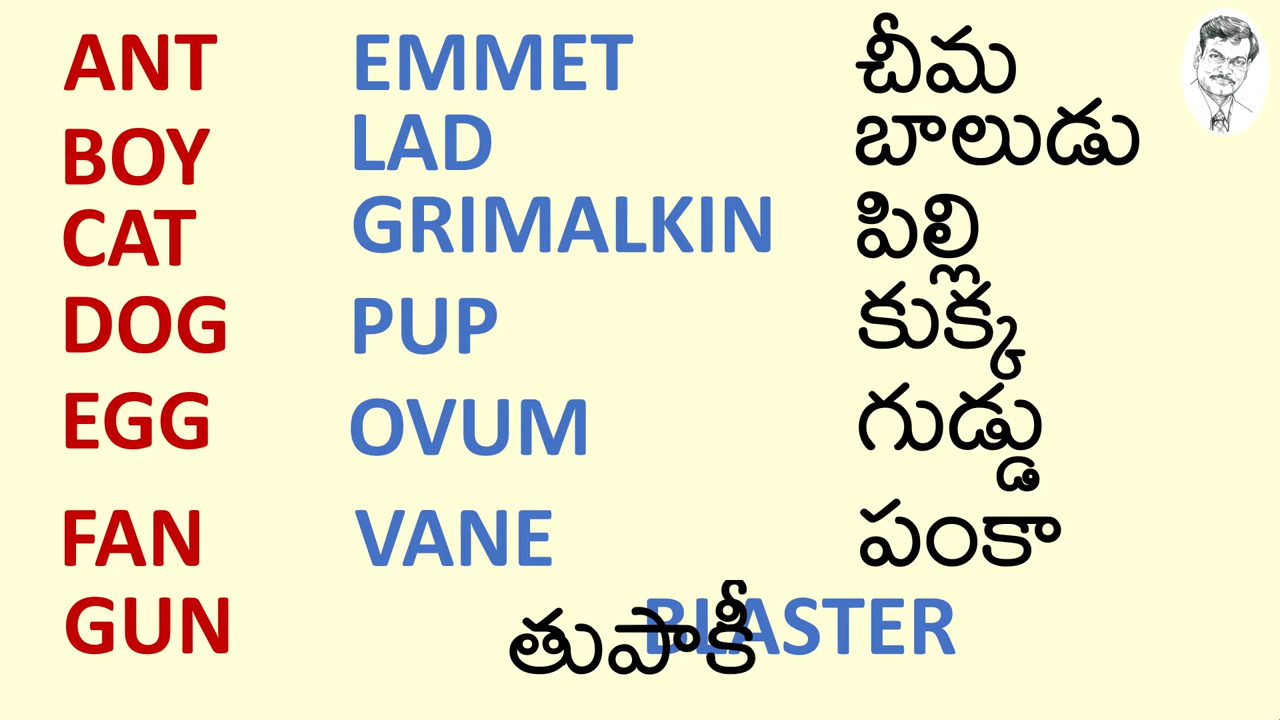 ANT EMMET చీమ
BOY LAD బాలుడు
CAT GRIMALKIN పిల్లి
DOG PUP కుక్క
EGG OVUM గుడ్డు
FAN VANE పంకా
GUN తుపాకీ BLASTER